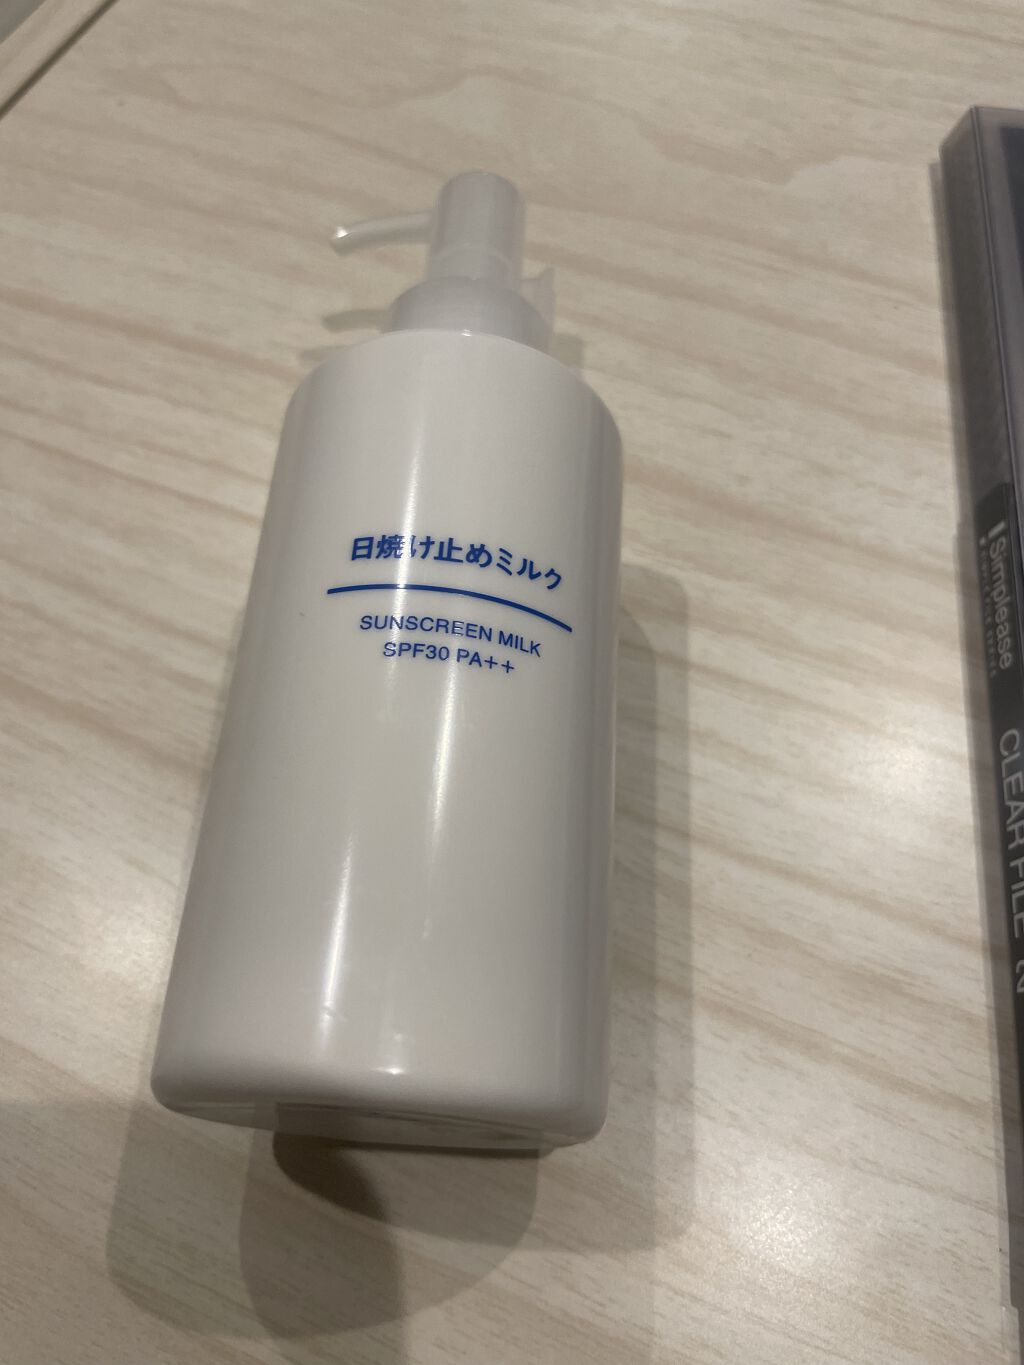 日焼け止めミルク
SUNSCREEN MILK
SPF30 PA++
Simplease
CLEAR FILE